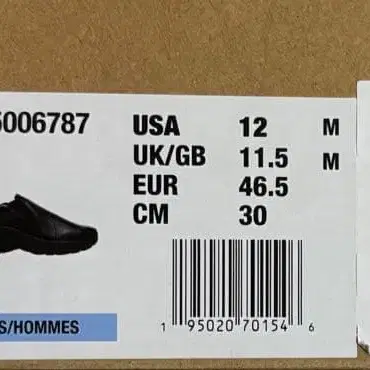 5006787
USA 12 M
UK/GB 11.5 M
EUR 46.5
CM 30
S/HOMMES
1 95020 70154 6